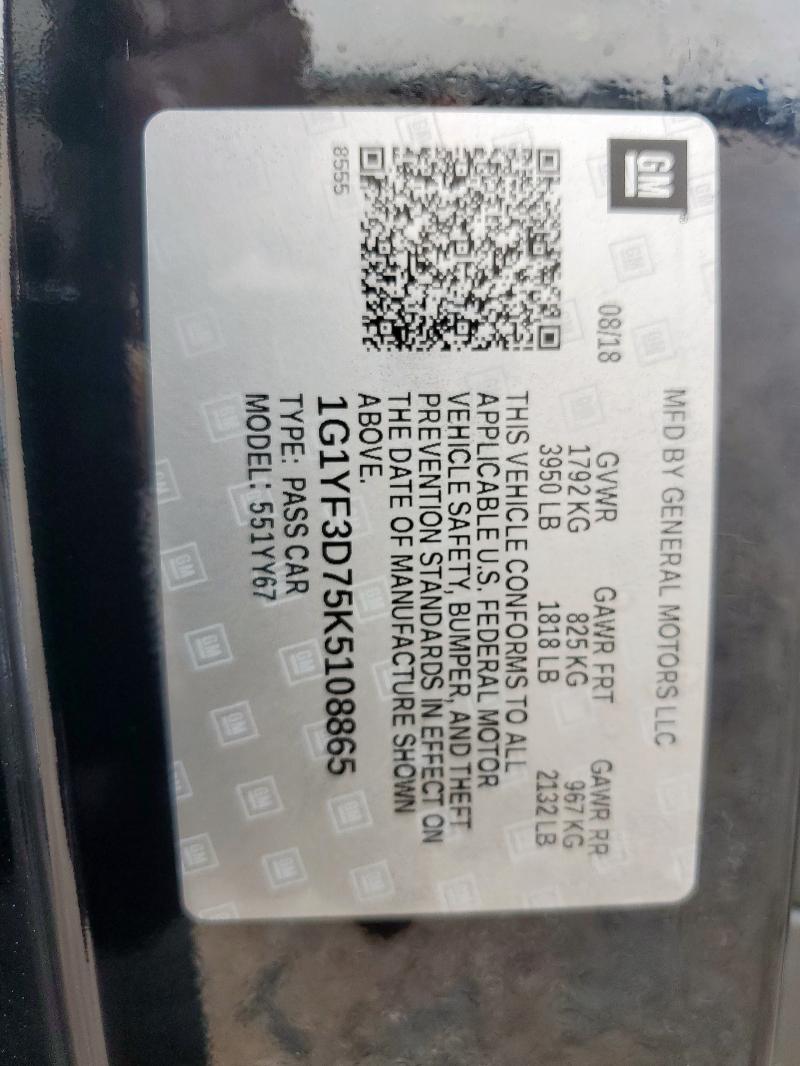 GM
MFD BY GENERAL MOTORS LLC
08/18
GVWR GAWR FRT GAWR RR
1792 KG 825 KG 967 KG
3950 LB 1818 LB 2132 LB
THIS VEHICLE CONFORMS TO ALL
APPLICABLE U.S. FEDERAL MOTOR
VEHICLE SAFETY, BUMPER, AND THEFT
PREVENTION STANDARDS IN EFFECT ON
THE DATE OF MANUFACTURE SHOWN
ABOVE.
1G1YF3D75K5108865
TYPE: PASS CAR
MODEL: 551YY67
8555